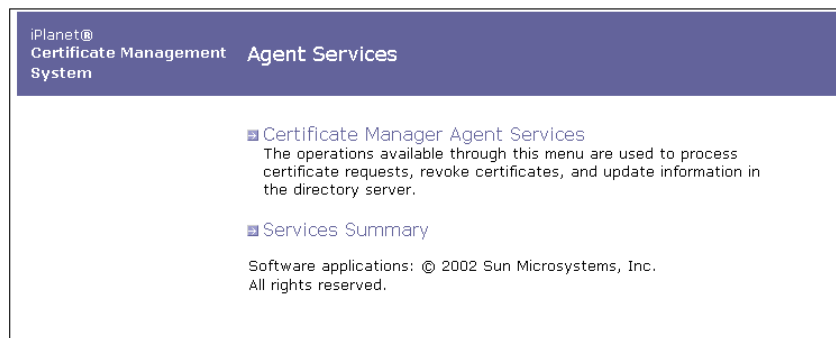 iPlanet®
Certificate Management
System
Agent Services
Certificate Manager Agent Services
The operations available through this menu are used to process
certificate requests, revoke certificates, and update information in
the directory server.
Services Summary
Software applications: © 2002 Sun Microsystems, Inc.
All rights reserved.